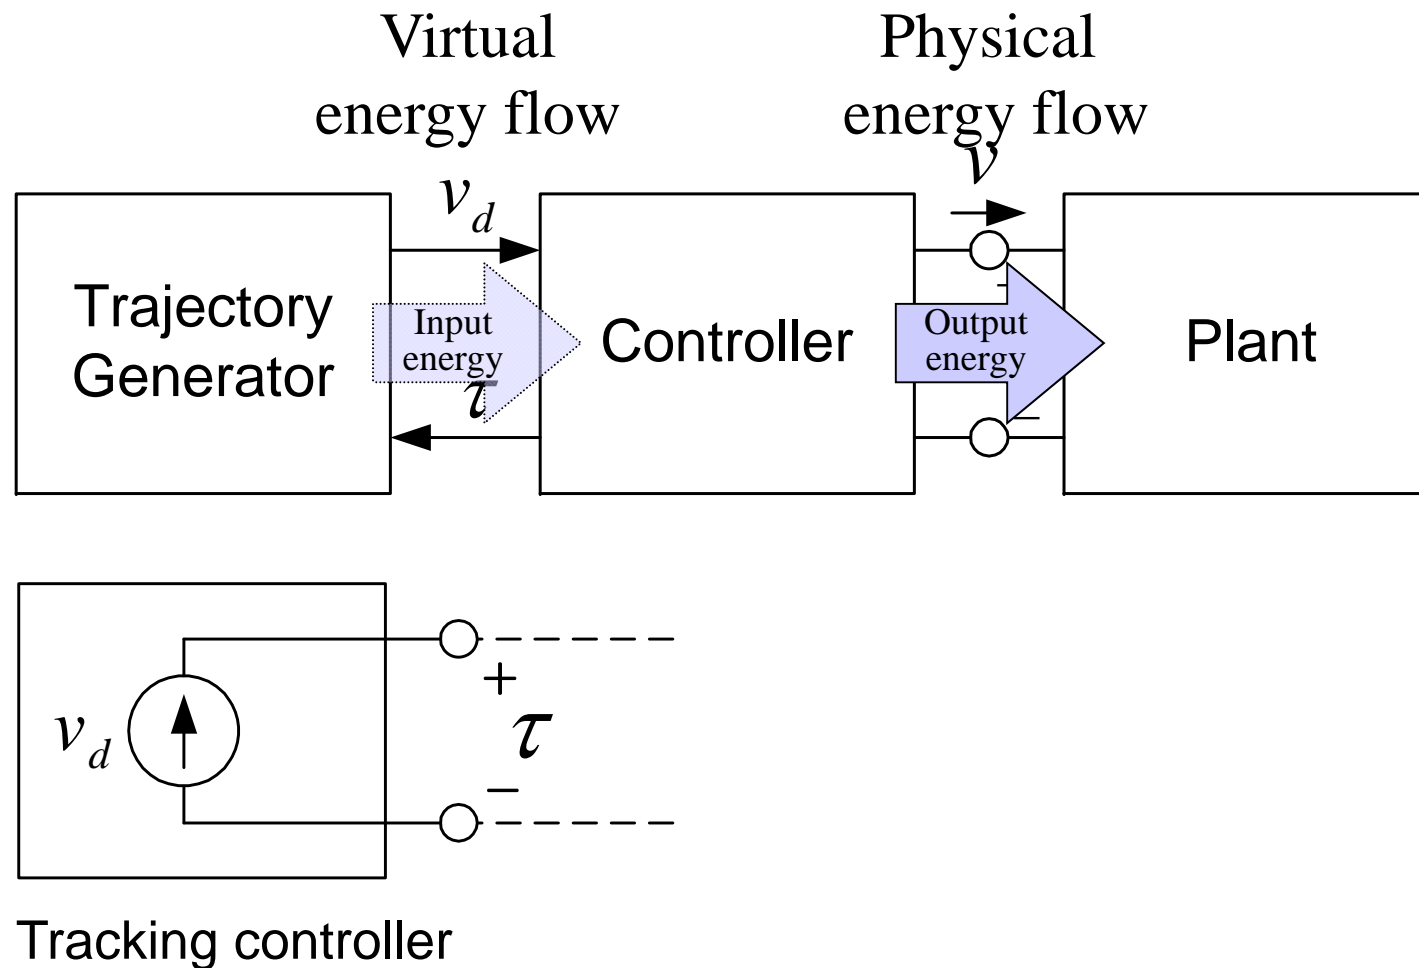 Virtual
energy flow
Physical
energy flow
v_d
v
Trajectory
Generator
Input
energy
τ
Controller
Output
energy
Plant
−
v_d
+
τ
−
Tracking controller